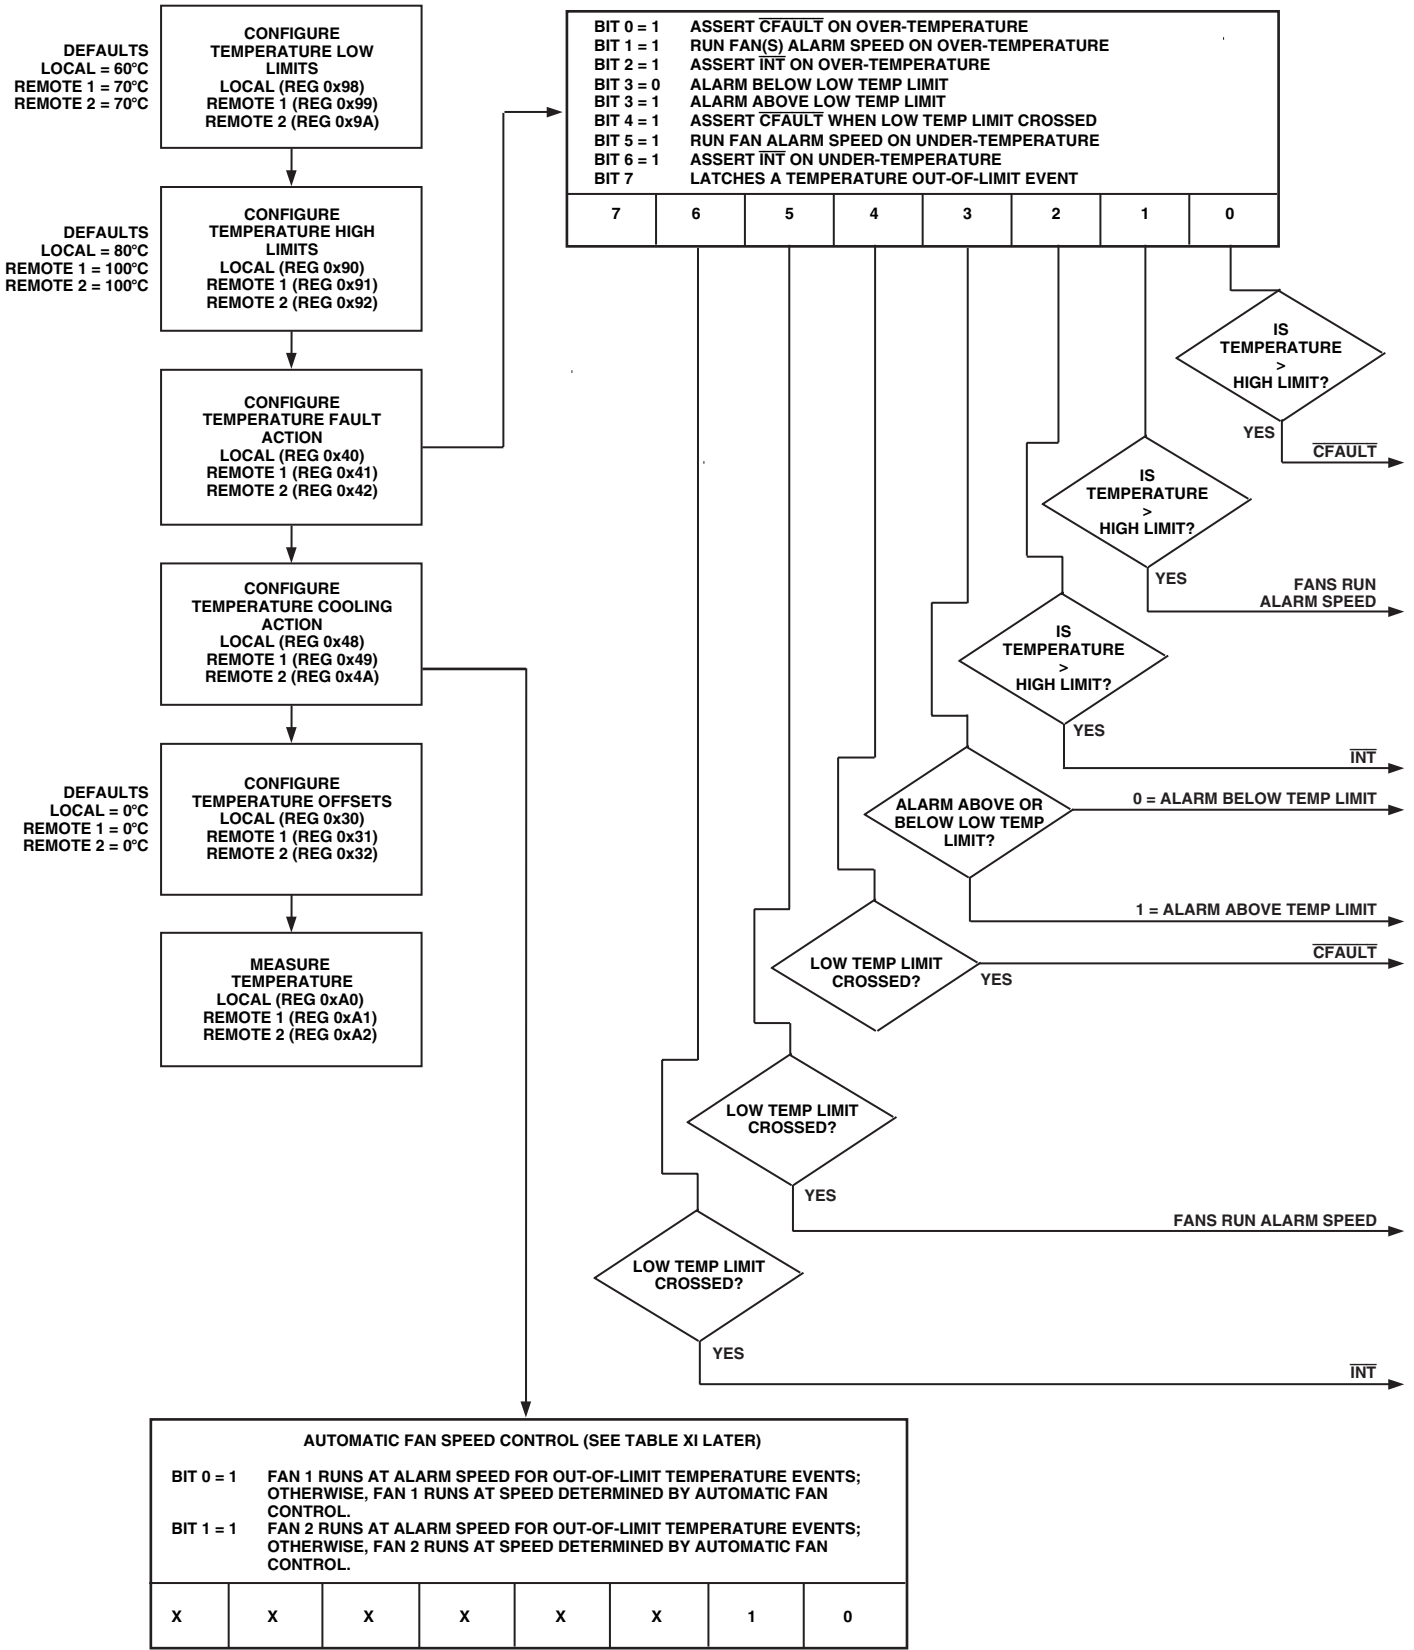 DEFAULTS
LOCAL = 60°C
REMOTE 1 = 70°C
REMOTE 2 = 70°C
CONFIGURE
TEMPERATURE LOW
LIMITS
LOCAL (REG 0x98)
REMOTE 1 (REG 0x99)
REMOTE 2 (REG 0x9A)
DEFAULTS
LOCAL = 80°C
REMOTE 1 = 100°C
REMOTE 2 = 100°C
CONFIGURE
TEMPERATURE HIGH
LIMITS
LOCAL (REG 0x90)
REMOTE 1 (REG 0x91)
REMOTE 2 (REG 0x92)
CONFIGURE
TEMPERATURE FAULT
ACTION
LOCAL (REG 0x40)
REMOTE 1 (REG 0x41)
REMOTE 2 (REG 0x42)
CONFIGURE
TEMPERATURE COOLING
ACTION
LOCAL (REG 0x48)
REMOTE 1 (REG 0x49)
REMOTE 2 (REG 0x4A)
DEFAULTS
LOCAL = 0°C
REMOTE 1 = 0°C
REMOTE 2 = 0°C
CONFIGURE
TEMPERATURE OFFSETS
LOCAL (REG 0x30)
REMOTE 1 (REG 0x31)
REMOTE 2 (REG 0x32)
MEASURE
TEMPERATURE
LOCAL (REG 0xA0)
REMOTE 1 (REG 0xA1)
REMOTE 2 (REG 0xA2)
BIT 0 = 1 ASSERT CFAULT ON OVER-TEMPERATURE
BIT 1 = 1 RUN FAN(S) ALARM SPEED ON OVER-TEMPERATURE
BIT 2 = 1 ASSERT INT ON OVER-TEMPERATURE
BIT 3 = 0 ALARM BELOW LOW TEMP LIMIT
BIT 3 = 1 ALARM ABOVE LOW TEMP LIMIT
BIT 4 = 1 ASSERT CFAULT WHEN LOW TEMP LIMIT CROSSED
BIT 5 = 1 RUN FAN ALARM SPEED ON UNDER-TEMPERATURE
BIT 6 = 1 ASSERT INT ON UNDER-TEMPERATURE
BIT 7 LATCHES A TEMPERATURE OUT-OF-LIMIT EVENT
7 6 5 4 3 2 1 0
IS
TEMPERATURE
>
HIGH LIMIT?
YES
CFAULT
IS
TEMPERATURE
>
HIGH LIMIT?
YES
FANS RUN
ALARM SPEED
IS
TEMPERATURE
>
HIGH LIMIT?
YES
INT
ALARM ABOVE OR
BELOW LOW TEMP
LIMIT?
0 = ALARM BELOW TEMP LIMIT
1 = ALARM ABOVE TEMP LIMIT
LOW TEMP LIMIT
CROSSED?
YES
CFAULT
LOW TEMP LIMIT
CROSSED?
YES
FANS RUN ALARM SPEED
LOW TEMP LIMIT
CROSSED?
YES
INT
AUTOMATIC FAN SPEED CONTROL (SEE TABLE XI LATER)
BIT 0 = 1 FAN 1 RUNS AT ALARM SPEED FOR OUT-OF-LIMIT TEMPERATURE EVENTS;
OTHERWISE, FAN 1 RUNS AT SPEED DETERMINED BY AUTOMATIC FAN
CONTROL.
BIT 1 = 1 FAN 2 RUNS AT ALARM SPEED FOR OUT-OF-LIMIT TEMPERATURE EVENTS;
OTHERWISE, FAN 2 RUNS AT SPEED DETERMINED BY AUTOMATIC FAN
CONTROL.
X X X X X X 1 0